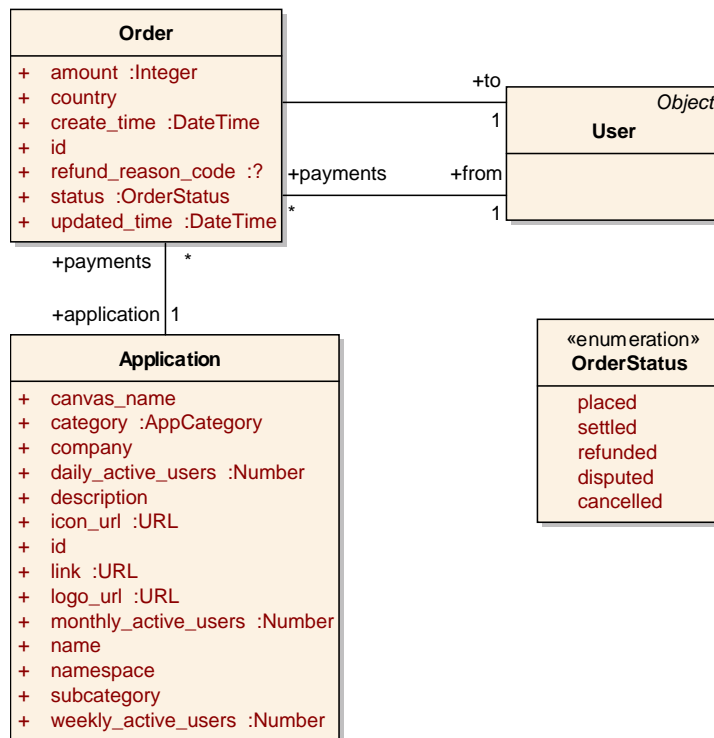 Order
+ amount :Integer
+ country
+ create_time :DateTime
+ id
+ refund_reason_code :?
+ status :OrderStatus
+ updated_time :DateTime
+to
1
Object
User
+payments
+from
*
1
+payments *
+application 1
Application
+ canvas_name
+ category :AppCategory
+ company
+ daily_active_users :Number
+ description
+ icon_url :URL
+ id
+ link :URL
+ logo_url :URL
+ monthly_active_users :Number
+ name
+ namespace
+ subcategory
+ weekly_active_users :Number
«enumeration»
OrderStatus
placed
settled
refunded
disputed
cancelled